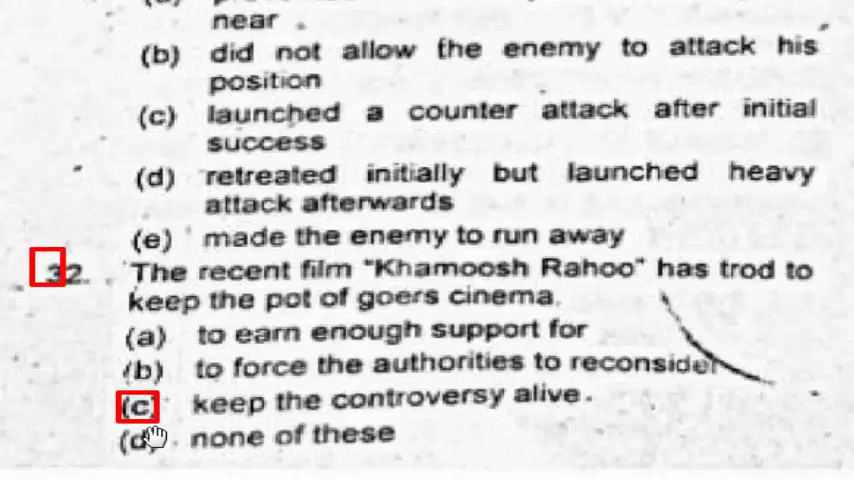 near .
(b) did not allow the enemy to attack his
position
(c) launched a counter attack after initial
success
(d) retreated initially but launched heavy
attack afterwards
(e) made the enemy to run away
32. The recent film "Khamoosh Rahoo" has trod to
keep the pot of goers cinema.
(a) to earn enough support for
(b) to force the authorities to reconsider
(c) keep the controversy alive.
(d) none of these